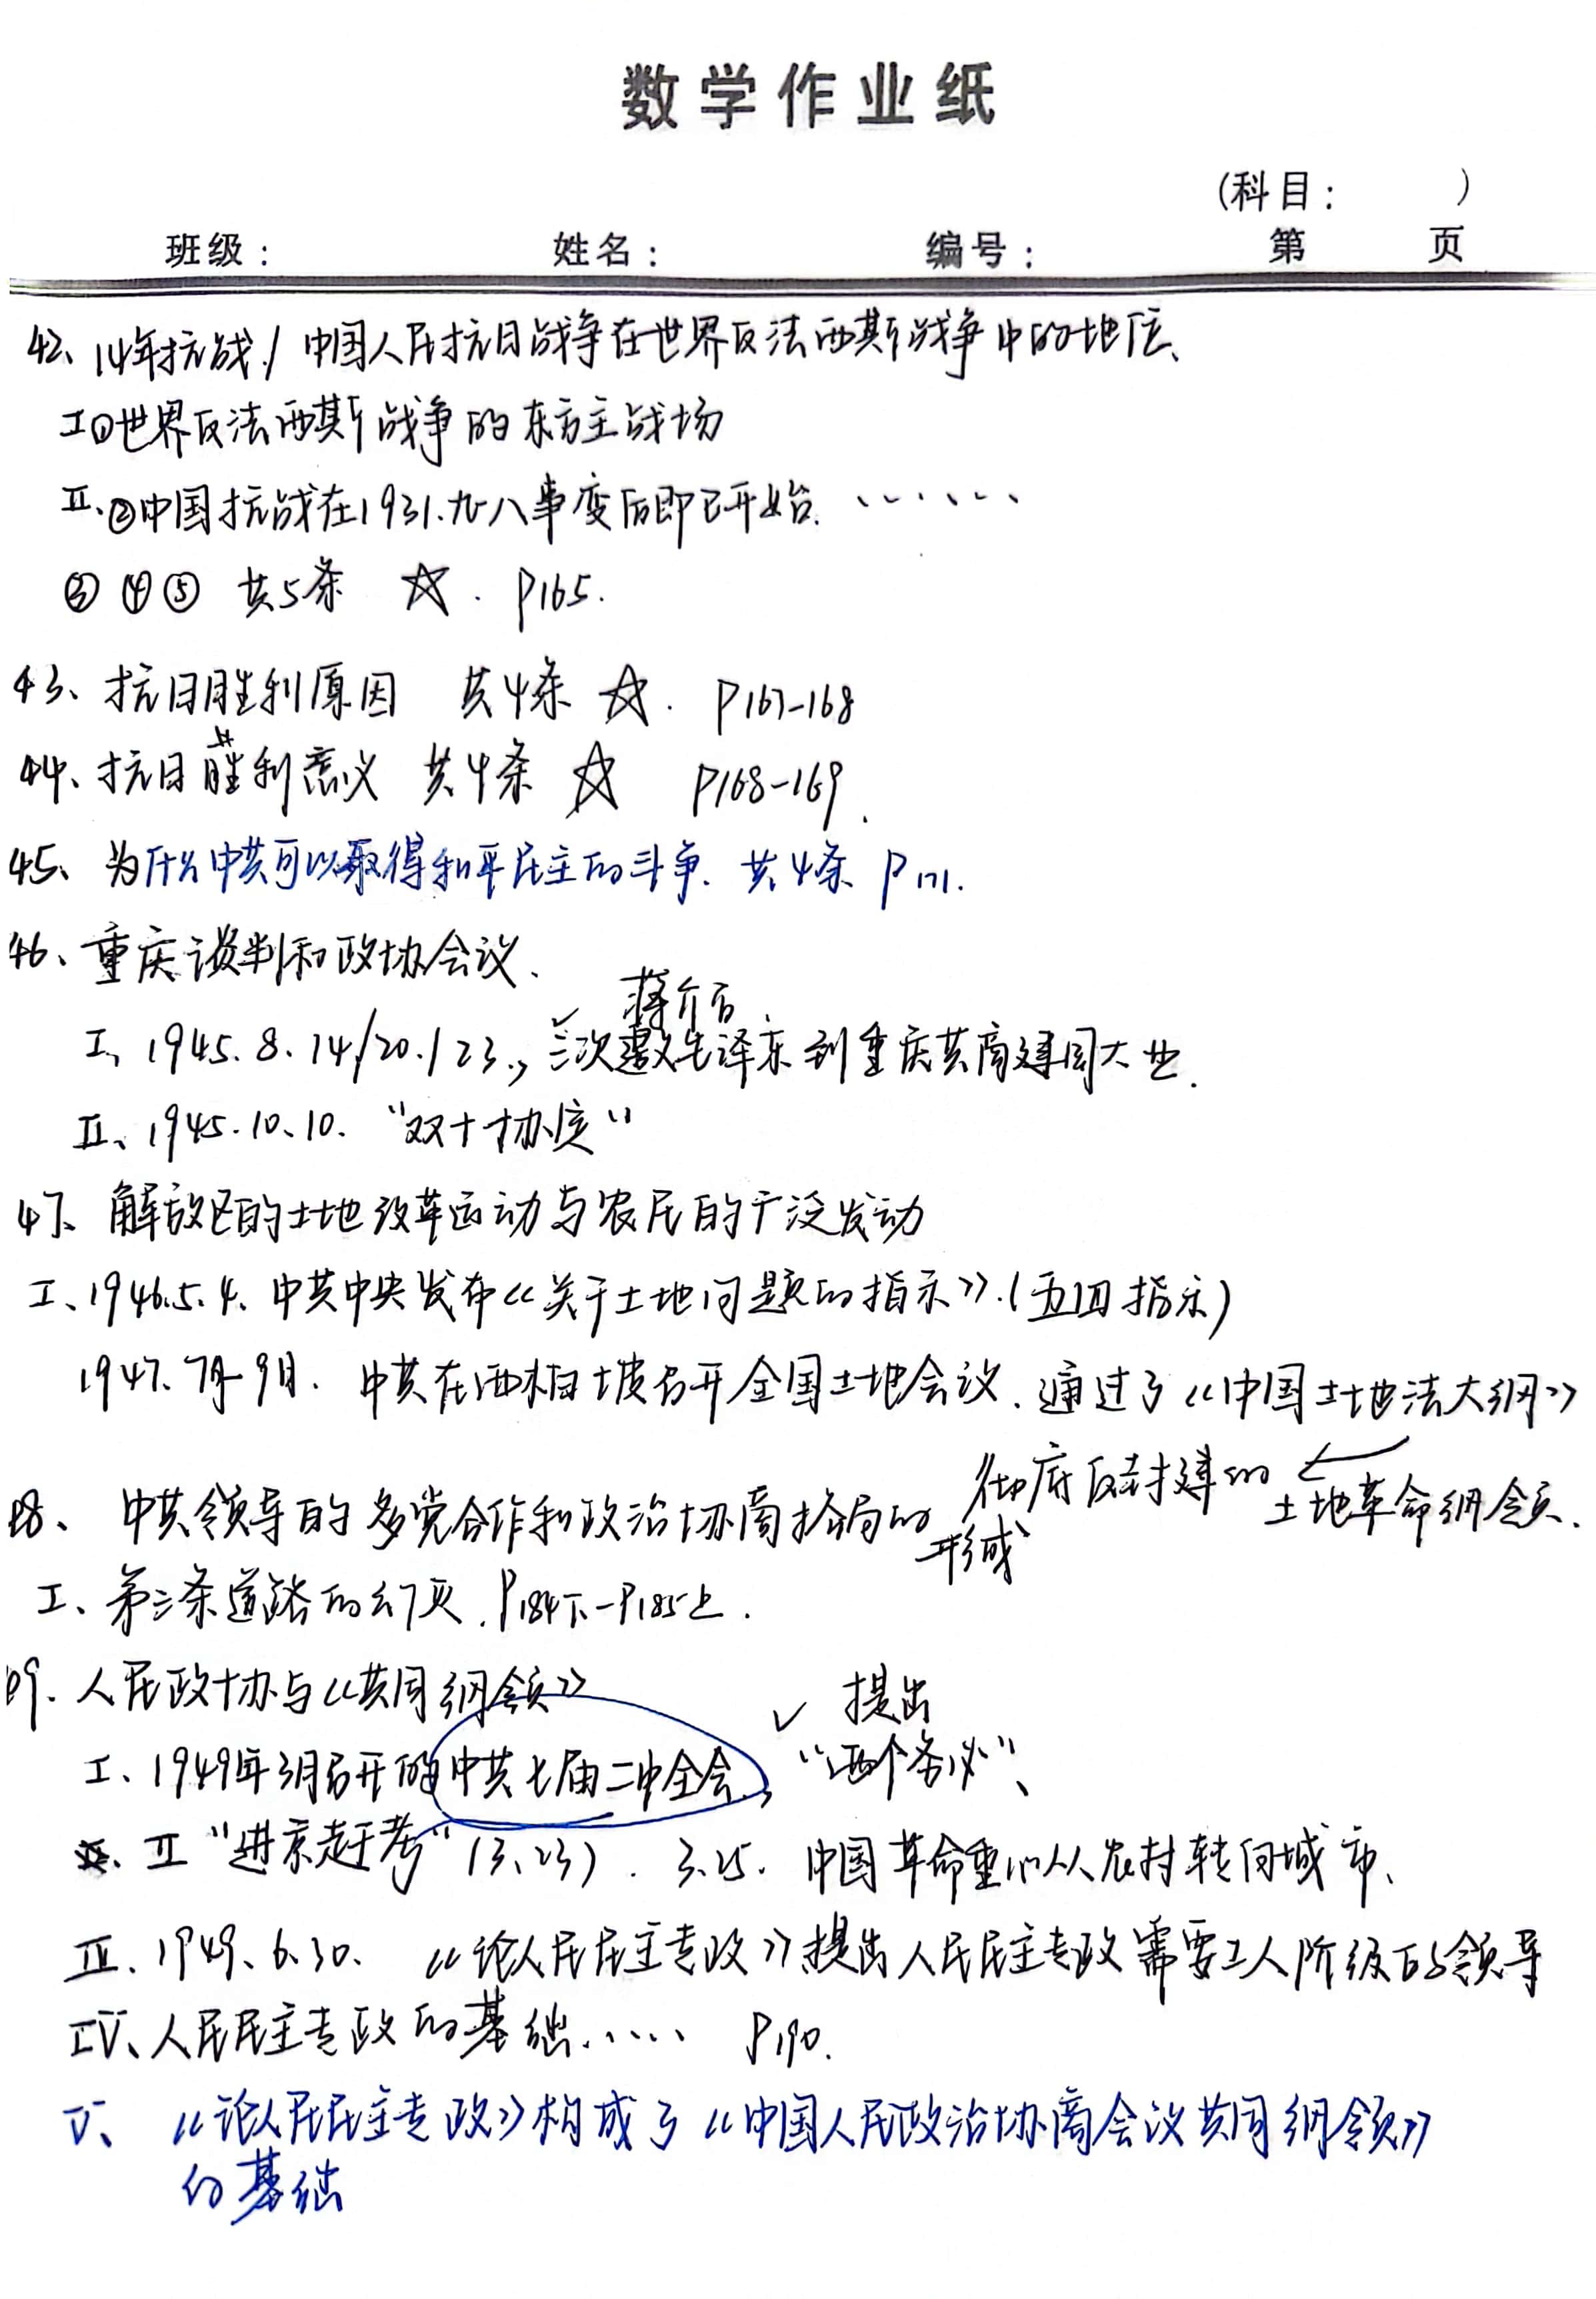 数学作业纸
(科目: )
班级: 姓名: 编号: 第 页
42、14年抗战/中国人民抗日战争在世界反法西斯战争中的地位、
I①世界反法西斯战争的东方主战场
II、②中国抗战在1931.九一八事变后即已开始、……
③④⑤ 共5条 ☆. P165.
43、抗日胜利原因 共4条 ☆. P167-168
44、抗日胜利意义 共4条 ☆ P168-169.
45、为什么中共可以取得和平民主的斗争、共4条 P171.
46、重庆谈判和政协会议、
蒋介石
I、1945.8.14/20./23.,三次邀毛泽东到重庆共商建国大业.
II、1945.10.10.“双十协定”
47、解放区的土地改革运动与农民的广泛发动
I、1946.5.4、中共中央发布《关于土地问题的指示》.(五四指示)
1947、7月-9月. 中共在西柏坡召开全国土地会议、通过了《中国土地法大纲》
彻底反封建的土地革命纲领.
48、中共领导的多党合作和政治协商格局的形成
I、第三条道路的幻灭.P184下-P185上.
49、人民政协与《共同纲领》
I、1949年3月召开的中共七届二中全会, ✓提出“两个务必”、
II“进京赶考”(3、23). 3、25. 中国革命重心从农村转向城市、
III、1949、6、30、《论人民民主专政》提出人民民主专政需要工人阶级的领导
IV、人民民主专政的基础…… P190.
V、《论人民民主专政》构成了《中国人民政治协商会议共同纲领》
的基础